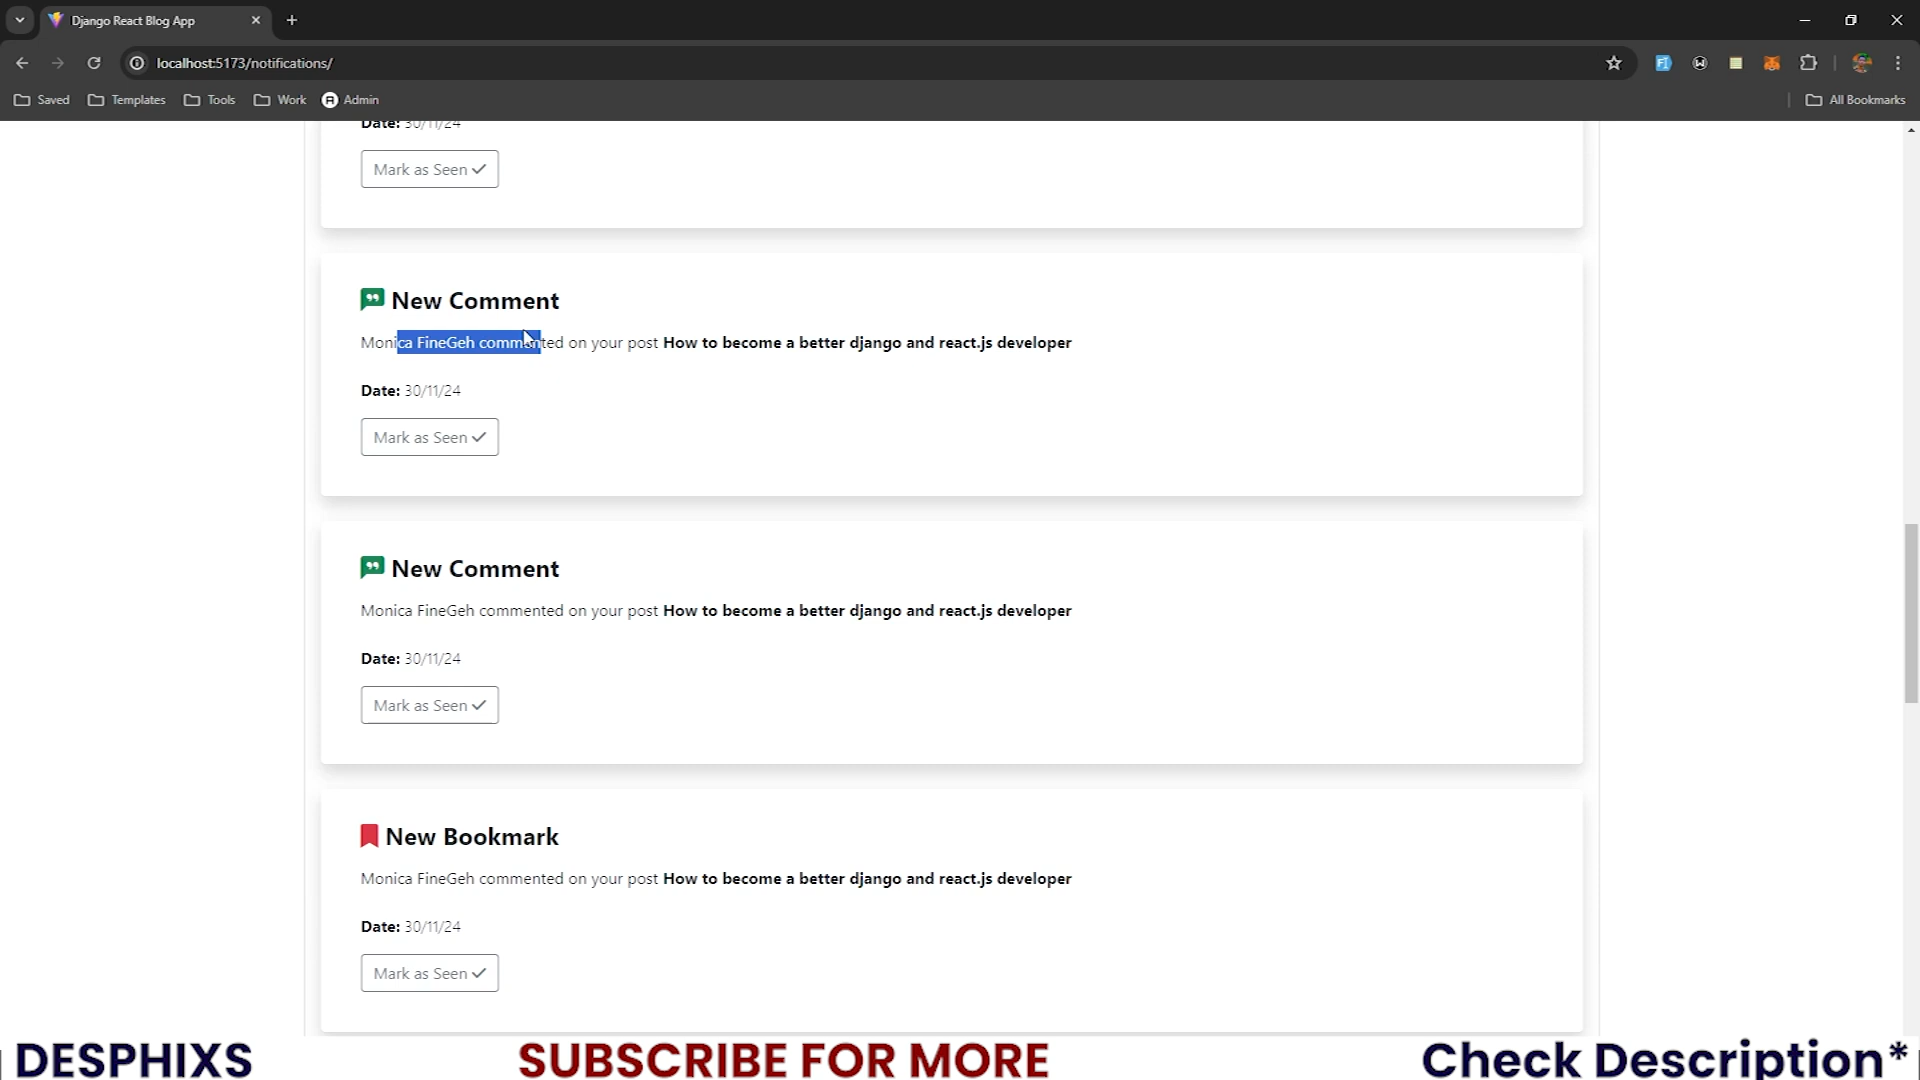 Django React Blog App
localhost:5173/notifications/
Saved Templates Tools Work Admin All Bookmarks
Date: 30/11/24
Mark as Seen
New Comment
Monica FineGeh commented on your post How to become a better django and react.js developer
Date: 30/11/24
Mark as Seen
New Comment
Monica FineGeh commented on your post How to become a better django and react.js developer
Date: 30/11/24
Mark as Seen
New Bookmark
Monica FineGeh commented on your post How to become a better django and react.js developer
Date: 30/11/24
Mark as Seen
DESPHIXS SUBSCRIBE FOR MORE Check Description*